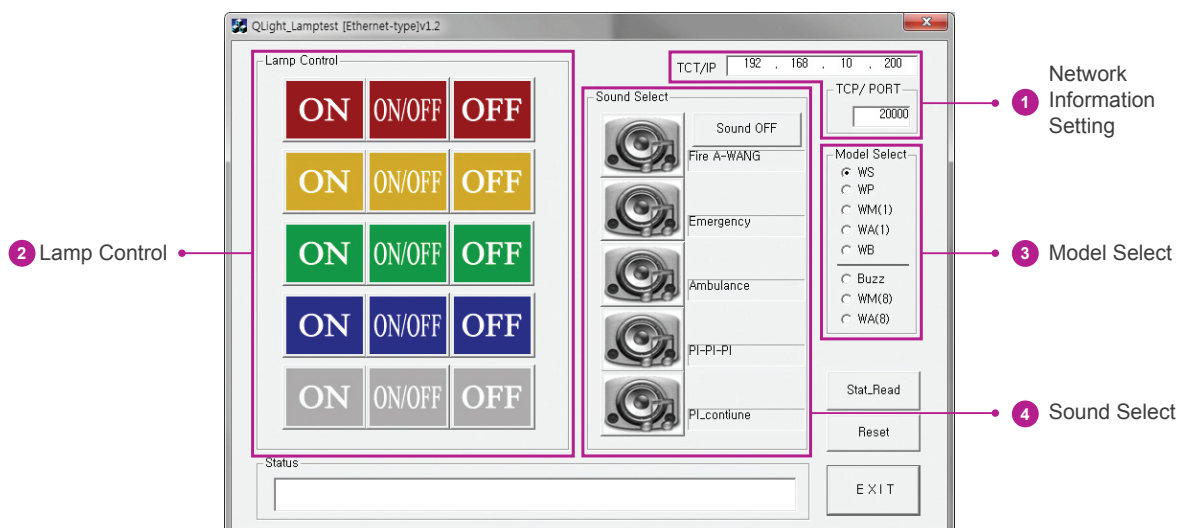 QLight_Lamptest [Ethernet-type]v1.2
Lamp Control
ON ON/OFF OFF
ON ON/OFF OFF
ON ON/OFF OFF
ON ON/OFF OFF
ON ON/OFF OFF
TCT/IP 192 . 168 . 10 . 200
TCP/ PORT
20000
Sound Select
Sound OFF
Fire A-WANG
Emergency
Ambulance
PI-PI-PI
PI_contiune
Model Select
WS
WP
WM(1)
WA(1)
WB
Buzz
WM(8)
WA(8)
Stat_Read
Reset
EXIT
Status
1 Network
Information
Setting
2 Lamp Control
3 Model Select
4 Sound Select